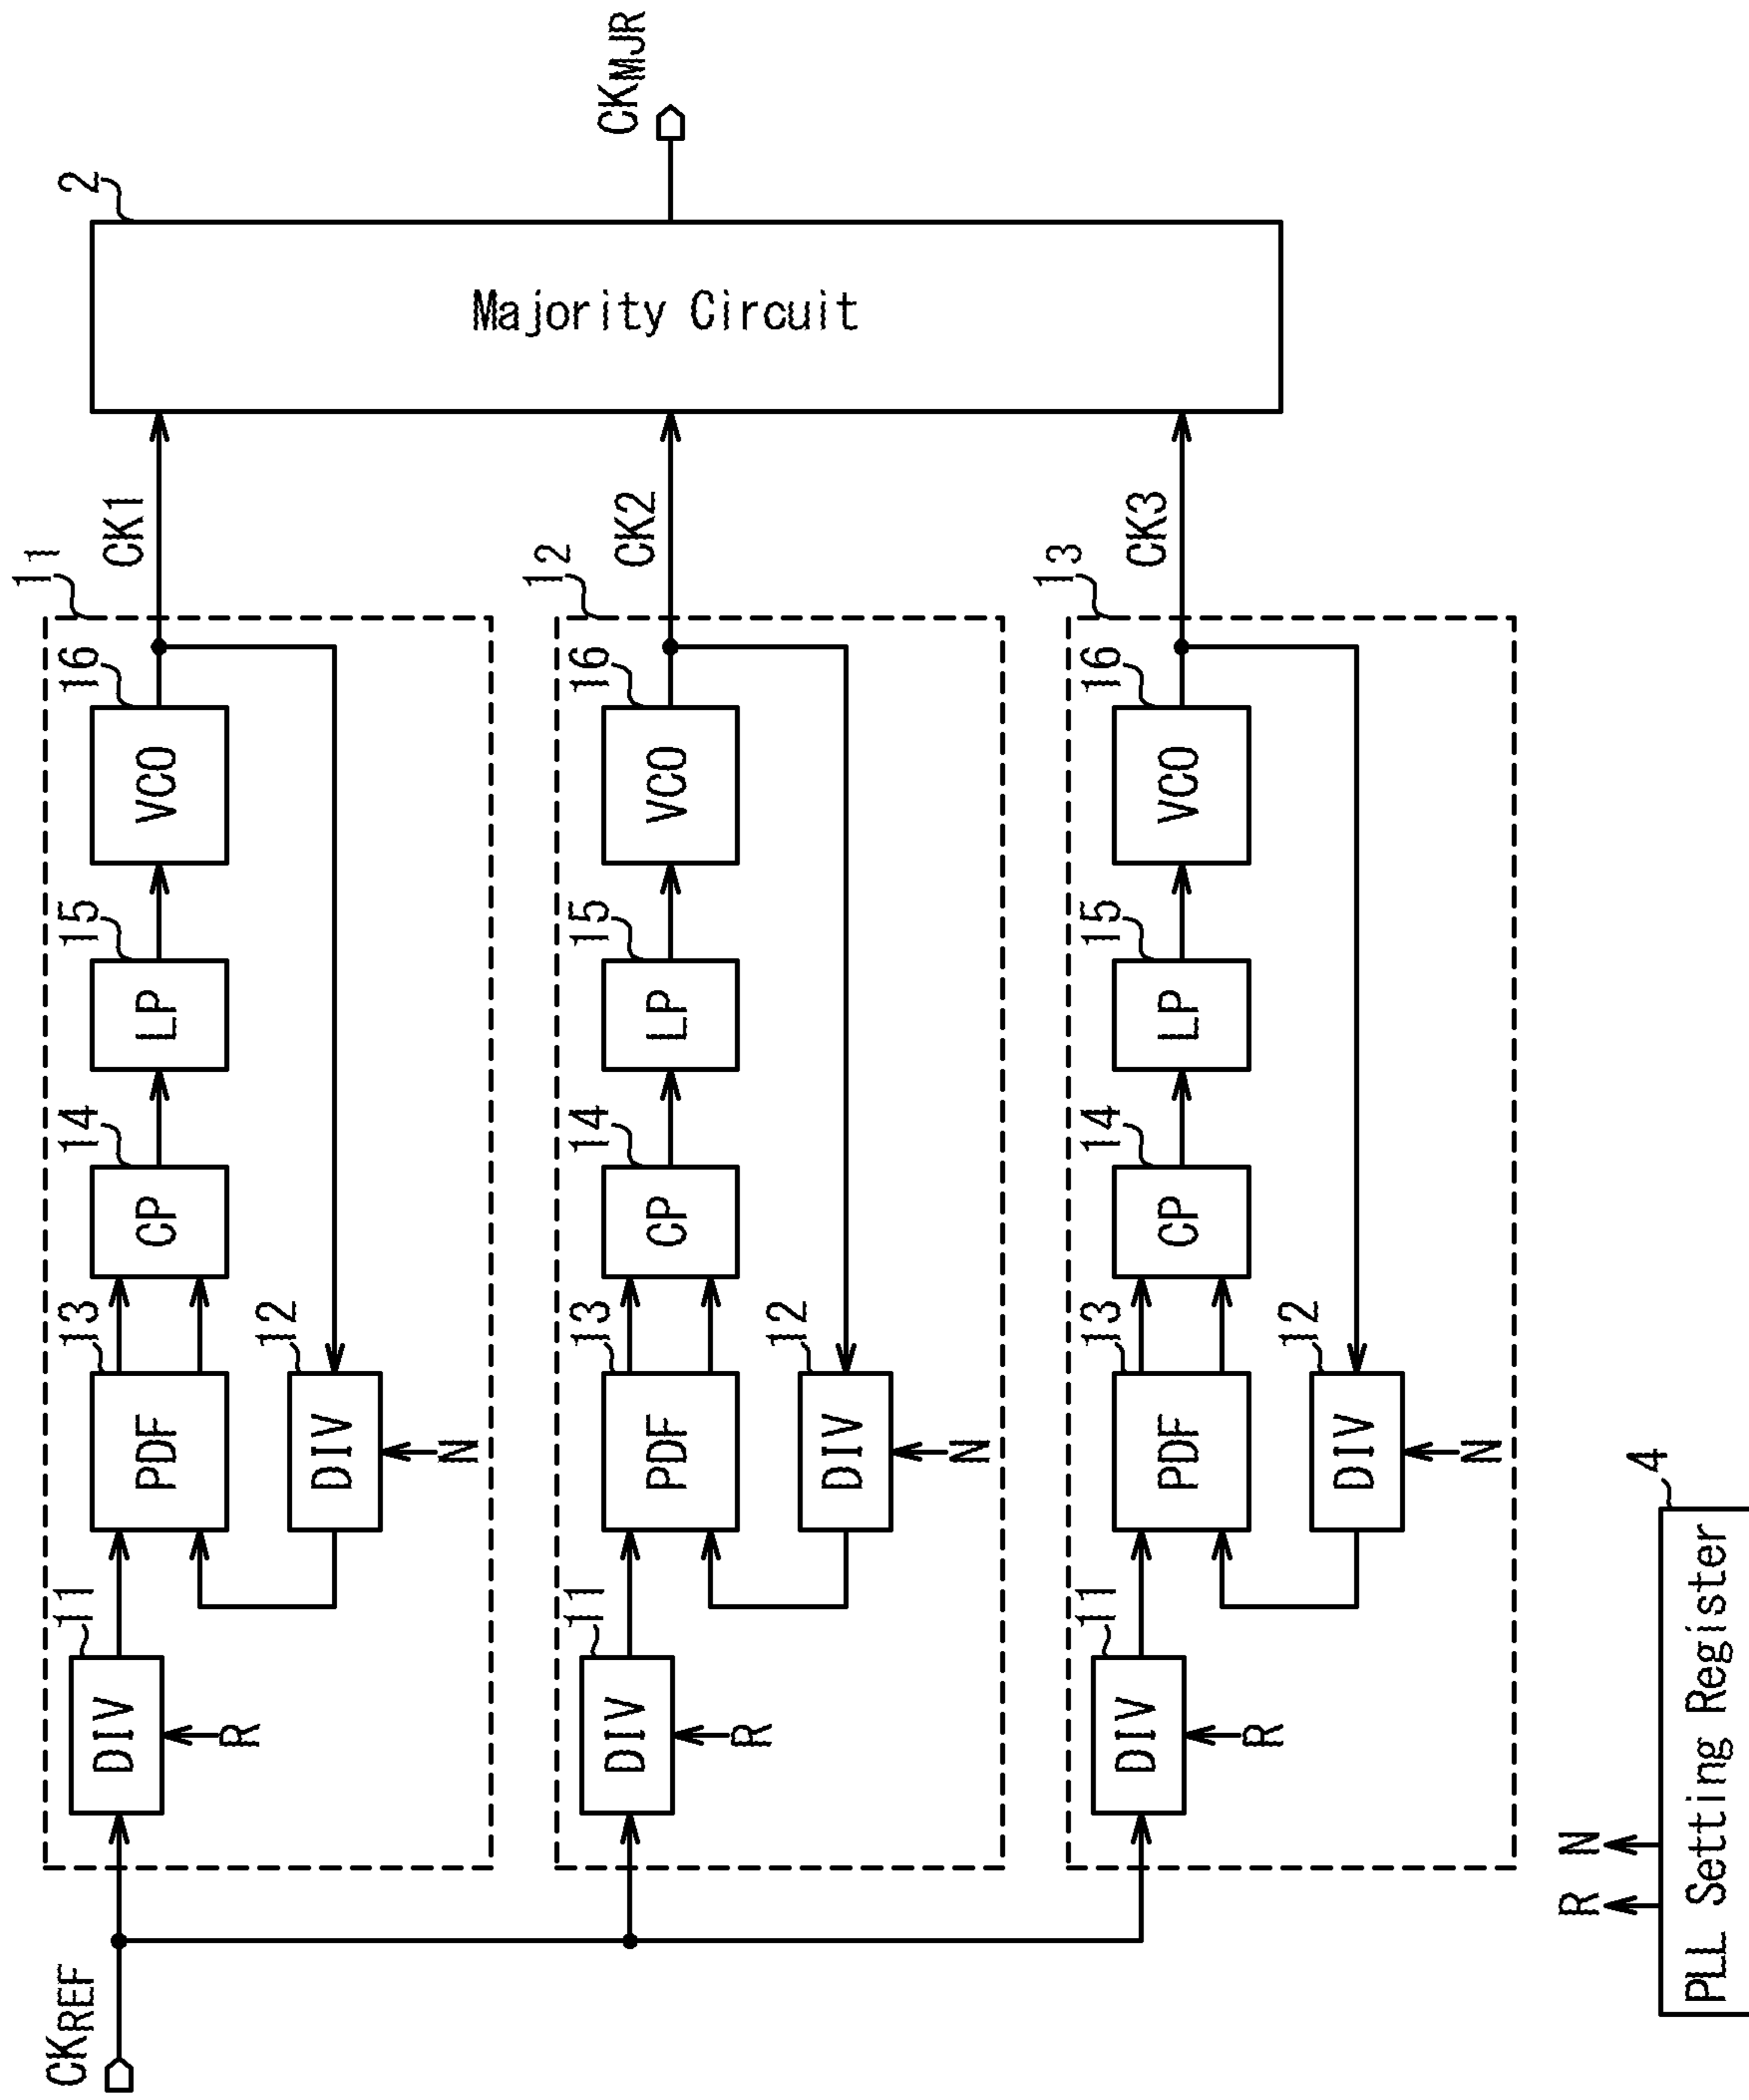 CKREF
11
DIV
11
R
PDF
13
CP
14
LP
15
VCO
16
DIV
12
N
CK1
12
DIV
11
R
PDF
13
CP
14
LP
15
VCO
16
DIV
12
N
CK2
13
DIV
11
R
PDF
13
CP
14
LP
15
VCO
16
DIV
12
N
CK3
Majority Circuit
2
CKMJR
R
N
PLL Setting Register
4